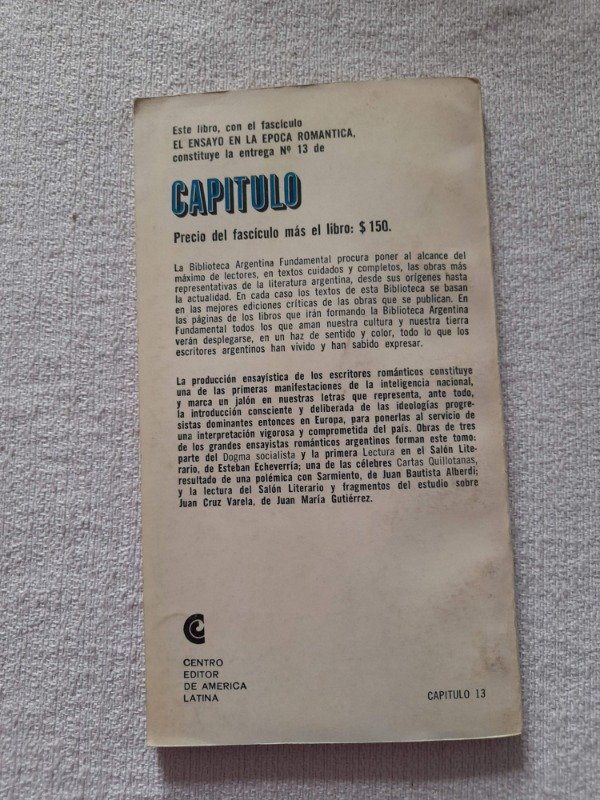 Este libro, con el fascículo
EL ENSAYO EN LA EPOCA ROMANTICA,
constituye la entrega Nº 13 de
CAPITULO
Precio del fascículo más el libro: $ 150.
La Biblioteca Argentina Fundamental procura poner al alcance del
máximo de lectores, en textos cuidados y completos, las obras más
representativas de la literatura argentina, desde sus orígenes hasta
la actualidad. En cada caso los textos de esta Biblioteca se basan
en las mejores ediciones críticas de las obras que se publican. En
las páginas de los libros que irán formando la Biblioteca Argentina
Fundamental todos los que aman nuestra cultura y nuestra tierra
verán desplegarse, en un haz de sentido y color, todo lo que los
escritores argentinos han vivido y han sabido expresar.
La producción ensayística de los escritores románticos constituye
una de las primeras manifestaciones de la inteligencia nacional,
y marca un jalón en nuestras letras que representa, ante todo,
la introducción consciente y deliberada de las ideologías progre-
sistas dominantes entonces en Europa, para ponerlas al servicio de
una interpretación vigorosa y comprometida del país. Obras de tres
de los grandes ensayistas románticos argentinos forman este tomo:
parte del Dogma socialista y la primera Lectura en el Salón Lite-
rario, de Esteban Echeverría; una de las célebres Cartas Quillotanas,
resultado de una polémica con Sarmiento, de Juan Bautista Alberdi;
y la lectura del Salón Literario y fragmentos del estudio sobre
Juan Cruz Varela, de Juan María Gutiérrez.
CENTRO
EDITOR
DE AMERICA
LATINA
CAPITULO 13